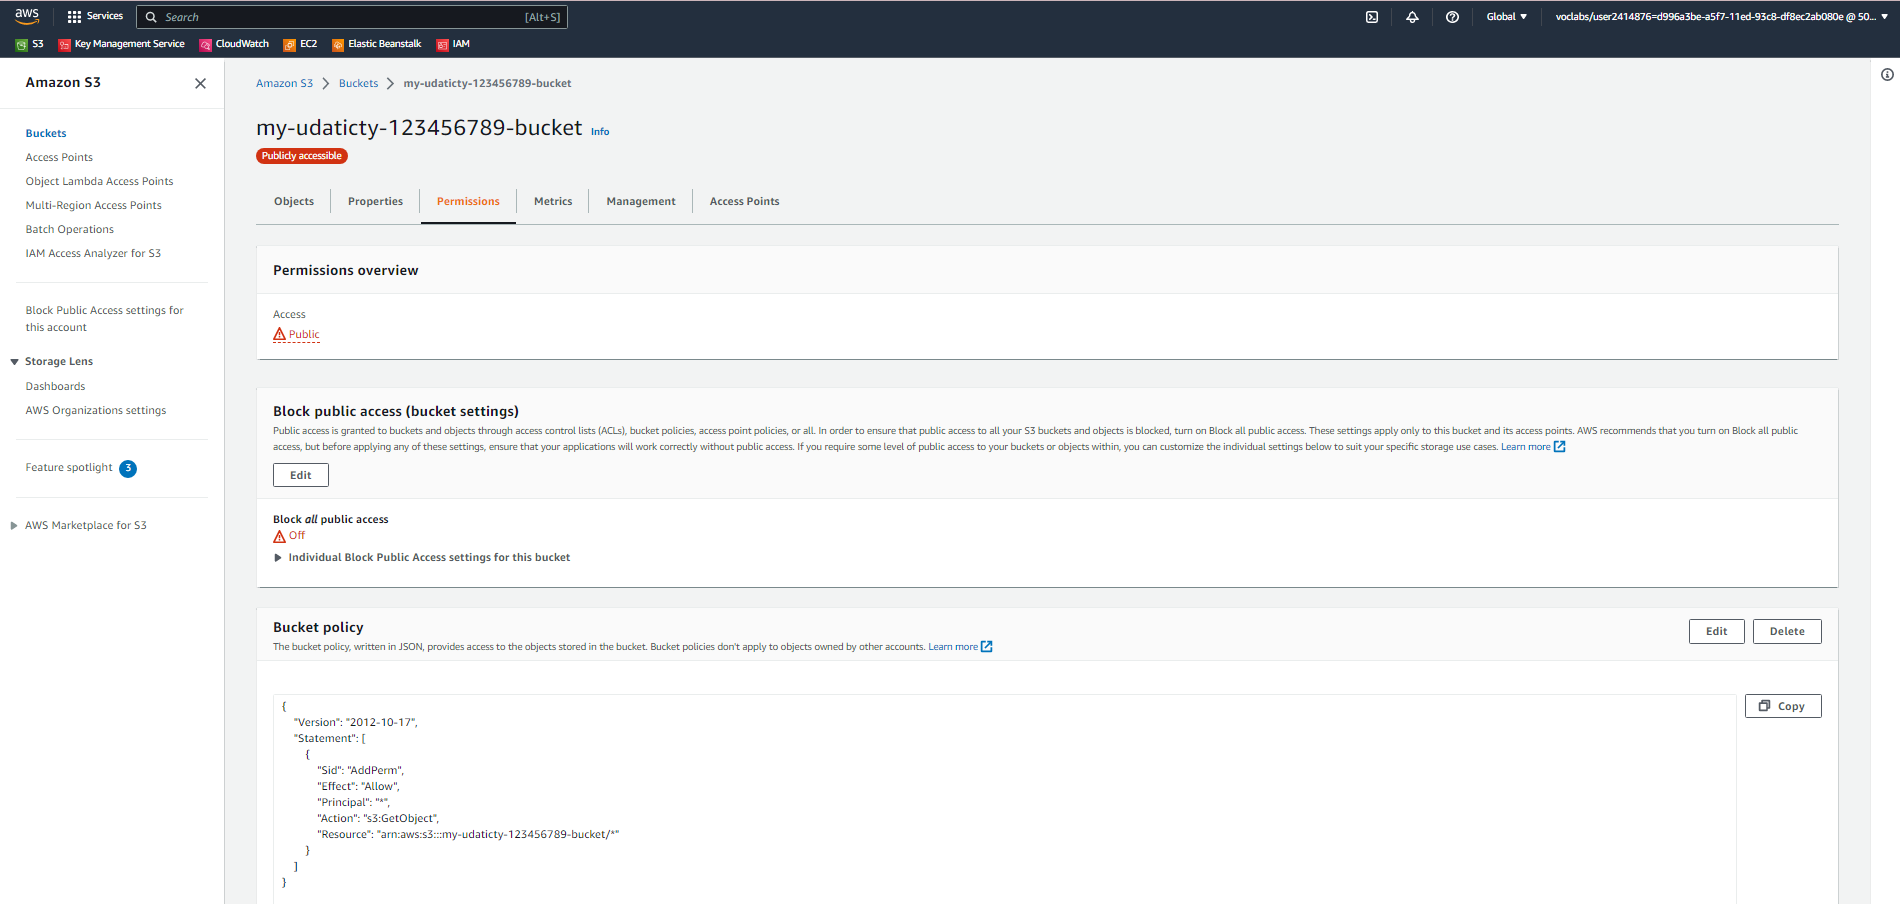 aws
Services
Search
[Alt+S]
Global
voclabs/user2414876=d996a3be-a5f7-11ed-93c8-df8ec2ab080e @ 50...
S3
Key Management Service
CloudWatch
EC2
Elastic Beanstalk
IAM
Amazon S3
Buckets
Access Points
Object Lambda Access Points
Multi-Region Access Points
Batch Operations
IAM Access Analyzer for S3
Block Public Access settings for
this account
Storage Lens
Dashboards
AWS Organizations settings
Feature spotlight 3
AWS Marketplace for S3
Amazon S3 > Buckets > my-udaticty-123456789-bucket
my-udaticty-123456789-bucket Info
Publicly accessible
Objects
Properties
Permissions
Metrics
Management
Access Points
Permissions overview
Access
Public
Block public access (bucket settings)
Public access is granted to buckets and objects through access control lists (ACLs), bucket policies, access point policies, or all. In order to ensure that public access to all your S3 buckets and objects is blocked, turn on Block all public access. These settings apply only to this bucket and its access points. AWS recommends that you turn on Block all public
access, but before applying any of these settings, ensure that your applications will work correctly without public access. If you require some level of public access to your buckets or objects within, you can customize the individual settings below to suit your specific storage use cases. Learn more
Edit
Block all public access
Off
Individual Block Public Access settings for this bucket
Bucket policy
The bucket policy, written in JSON, provides access to the objects stored in the bucket. Bucket policies don't apply to objects owned by other accounts. Learn more
Edit
Delete
Copy
{
"Version": "2012-10-17",
"Statement": [
{
"Sid": "AddPerm",
"Effect": "Allow",
"Principal": "*",
"Action": "s3:GetObject",
"Resource": "arn:aws:s3:::my-udaticty-123456789-bucket/*"
}
]
}